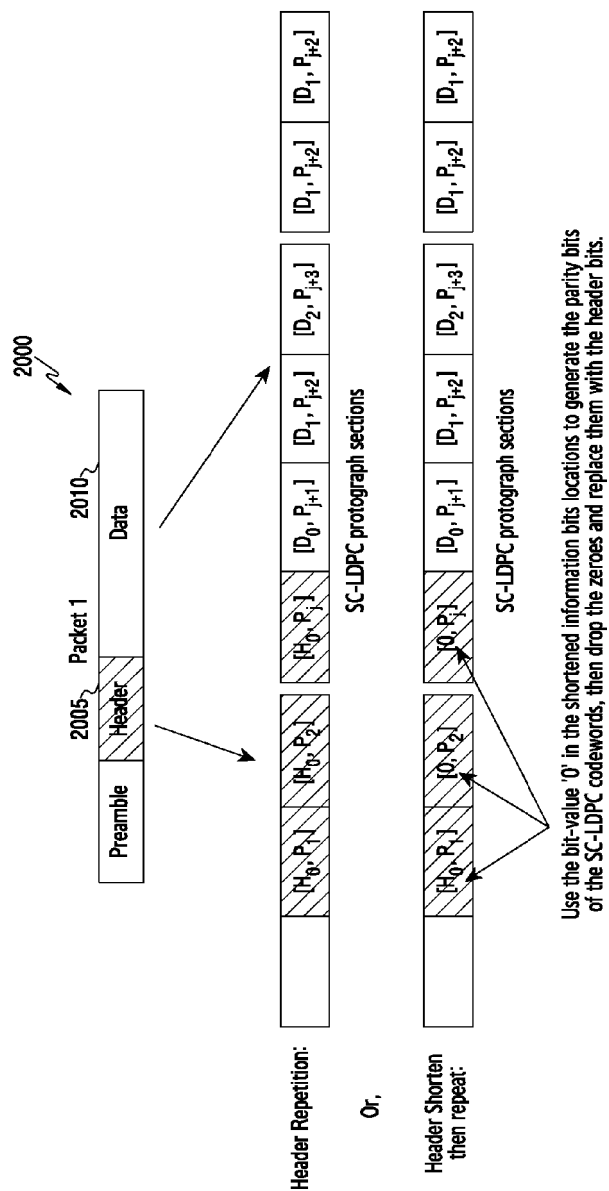 2000
Packet 1
2005
2010
Preamble
Header
Data
Header Repetition:
[H₀, P₁]
[H₀, P₂]
[H₀, Pⱼ]
[D₀, Pⱼ₊₁]
[D₁, Pⱼ₊₂]
[D₂, Pⱼ₊₃]
[D₁, Pⱼ₊₂]
[D₁, Pⱼ₊₂]
SC-LDPC protograph sections
Or,
Header Shorten
then repeat:
[H₀, P₁]
[0, P₂]
[0, Pⱼ]
[D₀, Pⱼ₊₁]
[D₁, Pⱼ₊₂]
[D₂, Pⱼ₊₃]
[D₁, Pⱼ₊₂]
[D₁, Pⱼ₊₂]
SC-LDPC protograph sections
Use the bit-value '0' in the shortened information bits locations to generate the parity bits
of the SC-LDPC codewords, then drop the zeroes and replace them with the header bits.